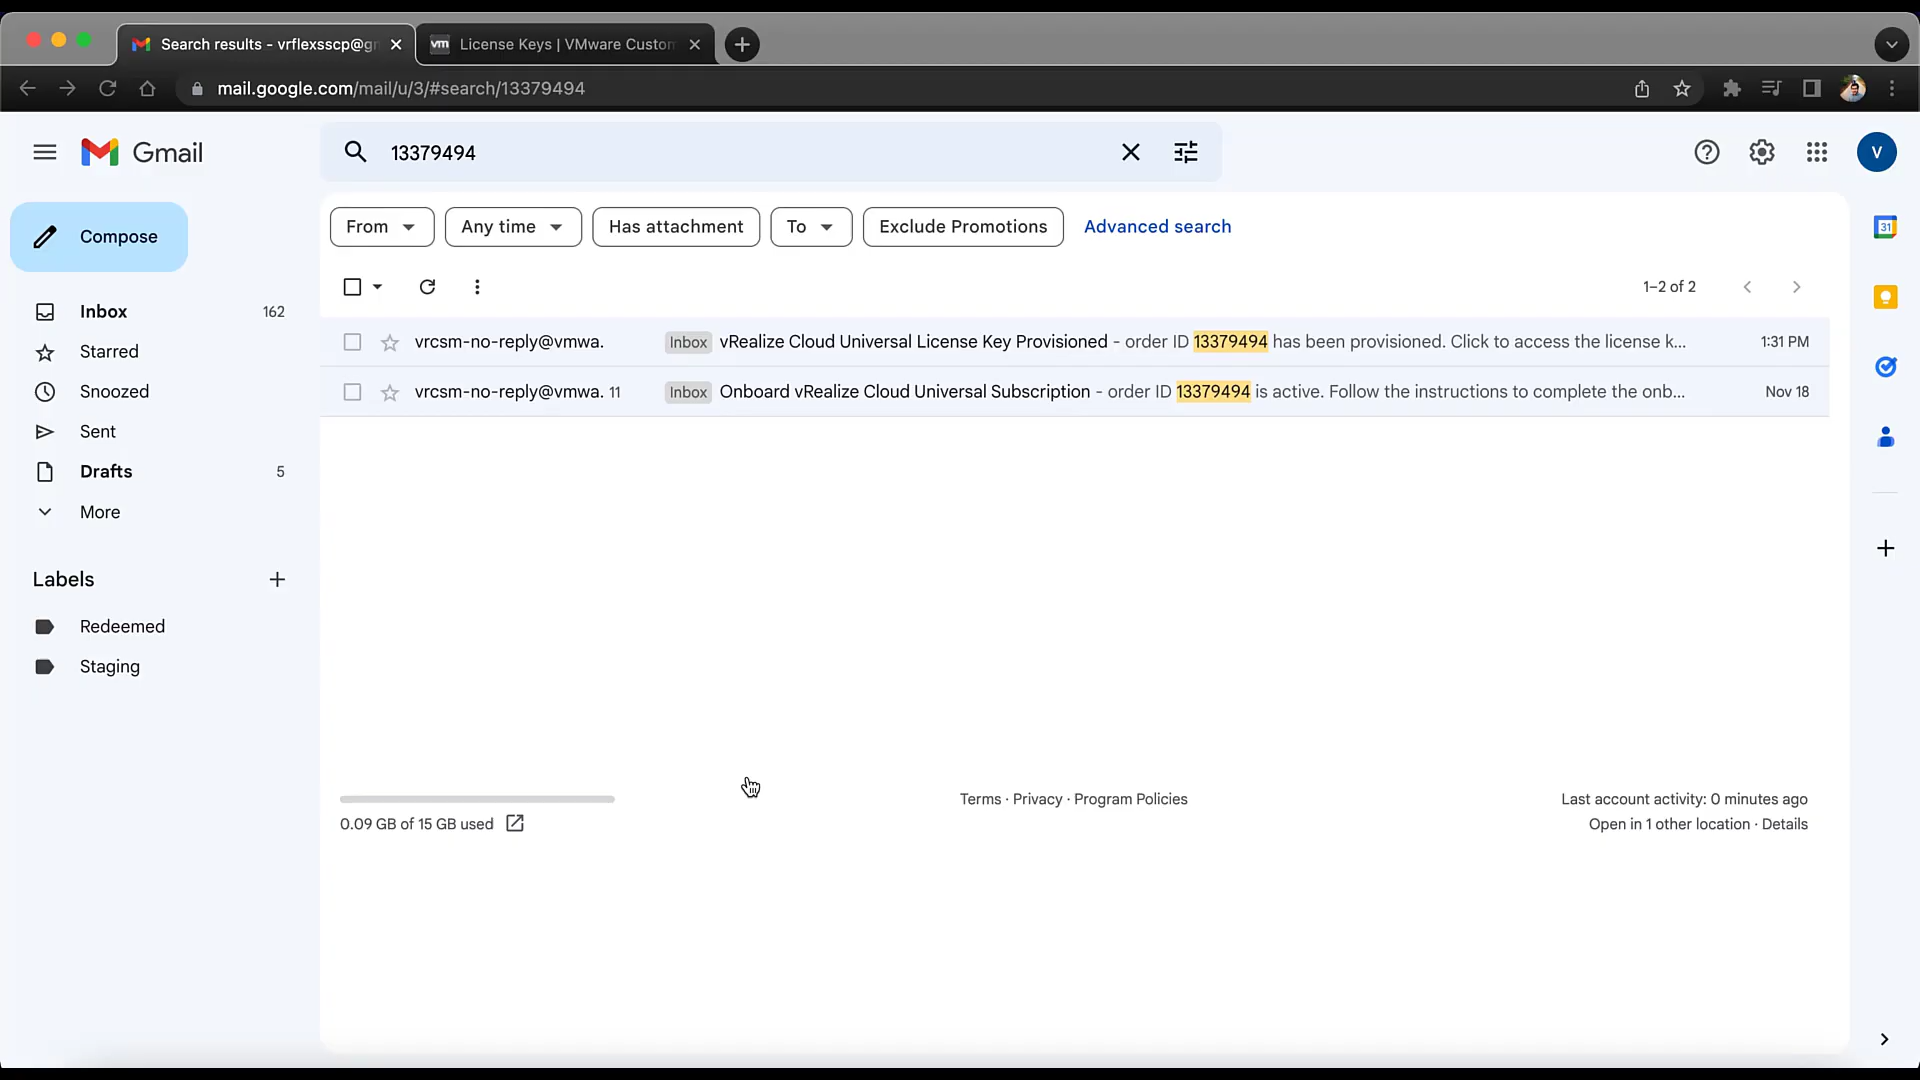 Search results - vrflexsscp@g
vm License Keys | VMware Custom
mail.google.com/mail/u/3/#search/13379494
Gmail
13379494
V
Compose
From
Any time
Has attachment
To
Exclude Promotions
Advanced search
31
1–2 of 2
Inbox 162
Starred
Snoozed
Sent
Drafts 5
More
Labels
Redeemed
Staging
vrcsm-no-reply@vmwa. Inbox vRealize Cloud Universal License Key Provisioned - order ID 13379494 has been provisioned. Click to access the license k... 1:31 PM
vrcsm-no-reply@vmwa. 11 Inbox Onboard vRealize Cloud Universal Subscription - order ID 13379494 is active. Follow the instructions to complete the onb... Nov 18
0.09 GB of 15 GB used
Terms · Privacy · Program Policies
Last account activity: 0 minutes ago
Open in 1 other location · Details